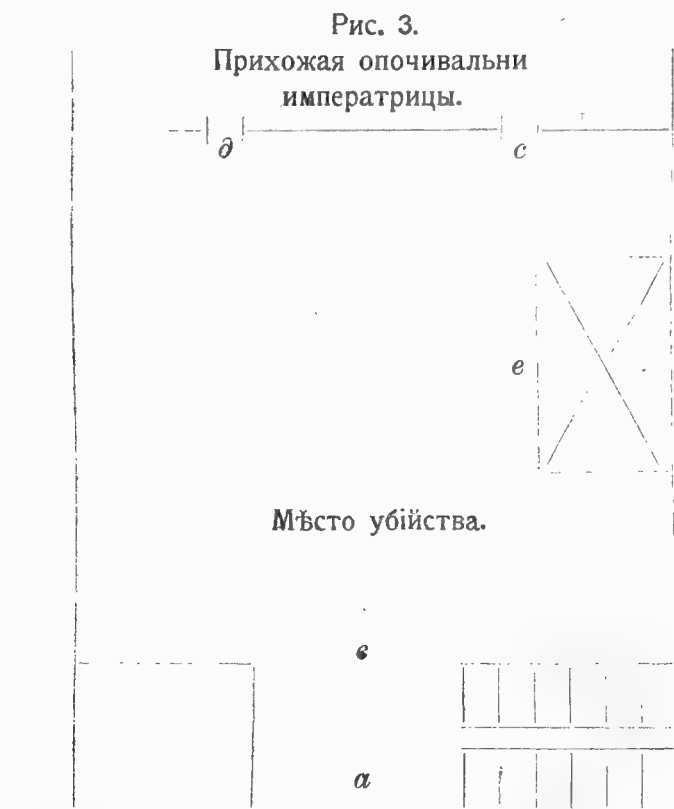 Рис. 3.
Прихожая опочивальни
императрицы.
д
с
е
Мѣсто убійства.
в
а